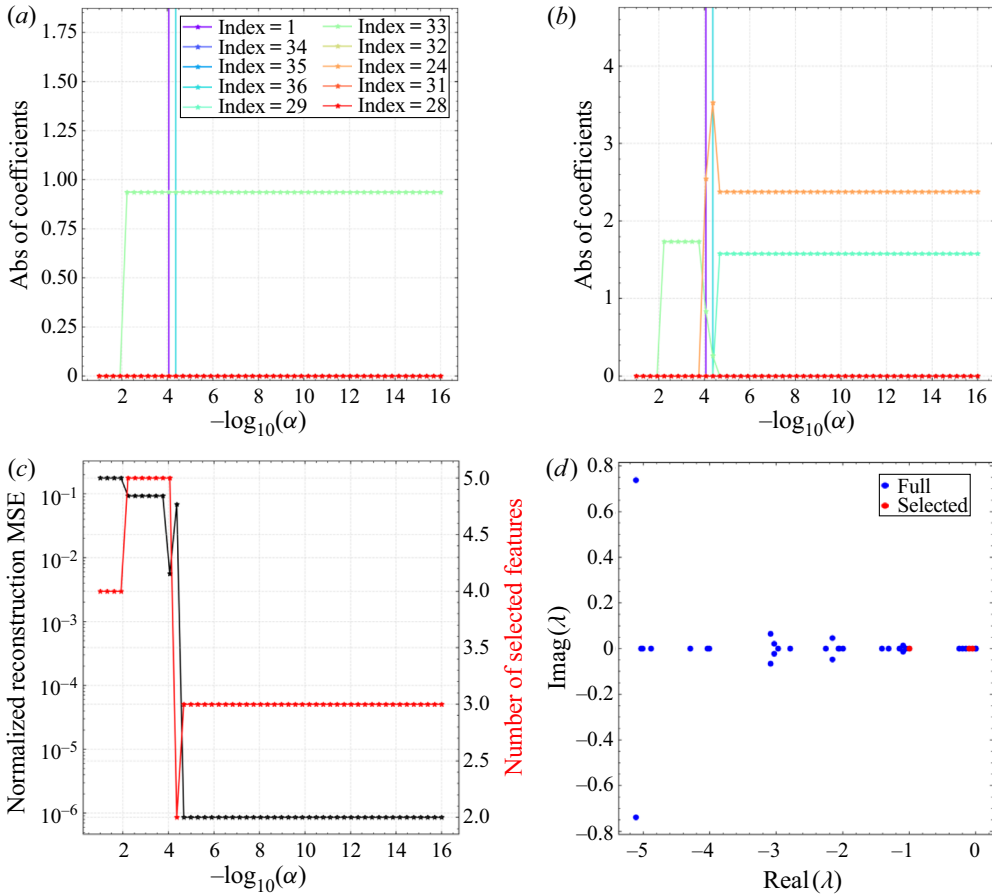 (a)
1.75
1.50
1.25
1.00
0.75
0.50
0.25
0
Abs of coefficients
Index = 1
Index = 34
Index = 35
Index = 36
Index = 29
Index = 33
Index = 32
Index = 24
Index = 31
Index = 28
2 4 6 8 10 12 14 16
–log10(α)
(b)
4
3
2
1
0
Abs of coefficients
2 4 6 8 10 12 14 16
–log10(α)
(c)
10–1
10–2
10–3
10–4
10–5
10–6
Normalized reconstruction MSE
5.0
4.5
4.0
3.5
3.0
2.5
2.0
Number of selected features
2 4 6 8 10 12 14 16
–log10(α)
(d)
0.8
0.6
0.4
0.2
0
–0.2
–0.4
–0.6
–0.8
Imag(λ)
Full
Selected
–5 –4 –3 –2 –1 0
Real(λ)